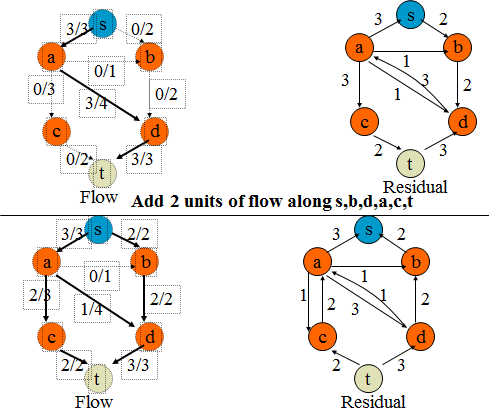 3/3 s 0/2
a 0/1 b
0/3 3/4 0/2
c d
0/2 t 3/3
Flow
3 s 2
a 1 b
3 3 1 2
c d
2 t 3
Residual
Add 2 units of flow along s,b,d,a,c,t
3/3 s 2/2
a 0/1 b
2/3 1/4 2/2
c d
2/2 t 3/3
Flow
3 s 2
a 1 b
1 2 3 1 2
c d
2 t 3
Residual